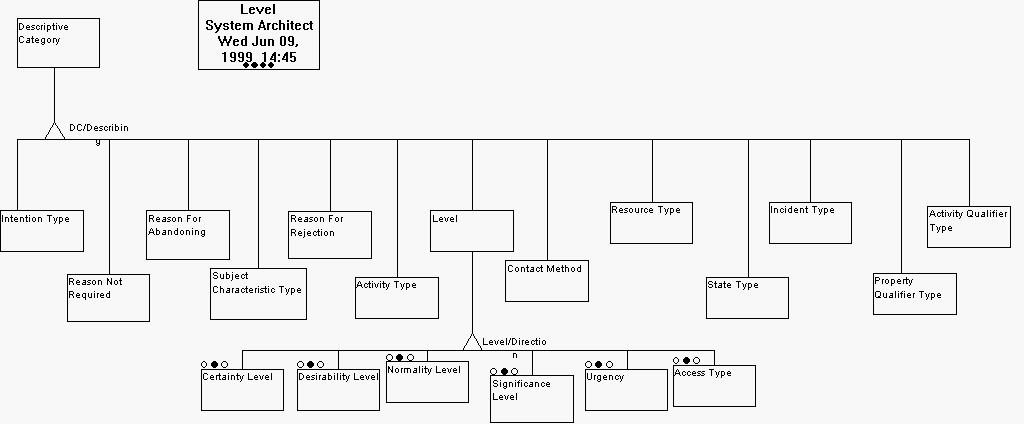 Descriptive
Category
Level
System Architect
Wed Jun 09,
1999 14:45
DC/Describin
g
Intention Type
Reason For
Abandoning
Reason For
Rejection
Level
Resource Type
Incident Type
Activity Qualifier
Type
Reason Not
Required
Subject
Characteristic Type
Activity Type
Contact Method
State Type
Property
Qualifier Type
Level/Directio
n
Certainty Level
Desirability Level
Normality Level
Significance
Level
Urgency
Access Type